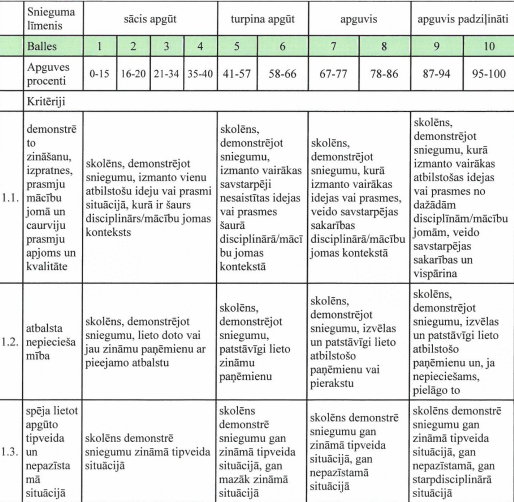 Snieguma līmenis sācis apgūt turpina apgūt apguvis apguvis padziļināti
Balles 1 2 3 4 5 6 7 8 9 10
Apguves procenti 0-15 16-20 21-34 35-40 41-57 58-66 67-77 78-86 87-94 95-100
Kritēriji
1.1.
demonstrē
to
zināšanu,
izpratnes,
prasmju
mācību
jomā un
caurviju
prasmju
apjoms un
kvalitāte
skolēns, demonstrējot
sniegumu, izmanto vienu
atbilstošu ideju vai prasmi
situācijā, kurā ir šaurs
disciplinārs/mācību jomas
konteksts
skolēns,
demonstrējot
sniegumu,
izmanto vairākas
savstarpēji
nesaistītas idejas
vai prasmes
šaurā
disciplinārā/mācī
bu jomas
kontekstā
skolēns,
demonstrējot
sniegumu, kurā
izmanto vairākas
idejas vai prasmes,
veido savstarpējas
sakarības
disciplinārā/mācību
jomas kontekstā
skolēns,
demonstrējot
sniegumu, kurā
izmanto vairākas
atbilstošas idejas
vai prasmes no
dažādām
disciplīnām/mācību
jomām, veido
savstarpējas
sakarības un
vispārina
1.2.
atbalsta
nepiecieša
mība
skolēns, demonstrējot
sniegumu, lieto doto vai
jau zināmu paņēmienu ar
pieejamo atbalstu
skolēns,
demonstrējot
sniegumu,
patstāvīgi lieto
zināmu
paņēmienu
skolēns,
demonstrējot
sniegumu, izvēlas
un patstāvīgi lieto
atbilstošo
paņēmienu vai
pierakstu
skolēns,
demonstrējot
sniegumu, izvēlas
un patstāvīgi lieto
atbilstošo
paņēmienu un, ja
nepieciešams,
pielāgo to
1.3.
spēja lietot
apgūto
tipveida
un
nepazīsta
mā
situācijā
skolēns demonstrē
sniegumu zināmā tipveida
situācijā
skolēns
demonstrē
sniegumu gan
zināmā tipveida
situācijā, gan
mazāk zināmā
situācijā
skolēns demonstrē
sniegumu gan
zināmā tipveida
situācijā, gan
nepazīstamā
situācijā
skolēns demonstrē
sniegumu gan
zināmā tipveida
situācijā, gan
nepazīstamā, gan
starpdisciplinārā
situācijā